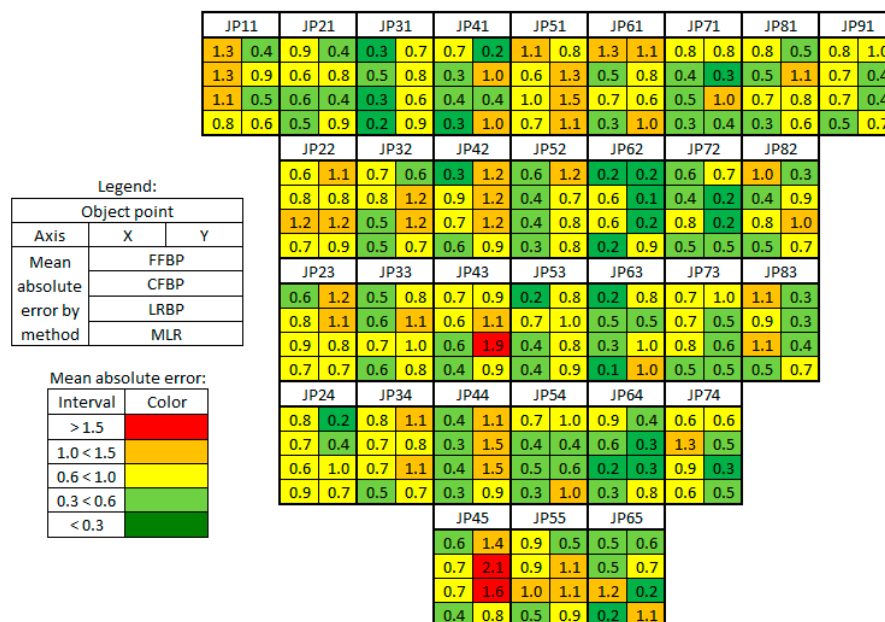 JP11 JP21 JP31 JP41 JP51 JP61 JP71 JP81 JP91
1.3 0.4 0.9 0.4 0.3 0.7 0.7 0.2 1.1 0.8 1.3 1.1 0.8 0.8 0.8 0.5 0.8 1.0
1.3 0.9 0.6 0.8 0.5 0.8 0.3 1.0 0.6 1.3 0.5 0.8 0.4 0.3 0.5 1.1 0.7 0.4
1.1 0.5 0.6 0.4 0.3 0.6 0.4 0.4 1.0 1.5 0.7 0.6 0.5 1.0 0.7 0.8 0.7 0.4
0.8 0.6 0.5 0.9 0.2 0.9 0.3 1.0 0.7 1.1 0.3 1.0 0.3 0.4 0.3 0.6 0.5 0.7
JP22 JP32 JP42 JP52 JP62 JP72 JP82
0.6 1.1 0.7 0.6 0.3 1.2 0.6 1.2 0.2 0.2 0.6 0.7 1.0 0.3
0.8 0.8 0.8 1.2 0.9 1.2 0.4 0.7 0.6 0.1 0.4 0.2 0.4 0.9
1.2 1.2 0.5 1.2 0.7 1.2 0.4 0.8 0.6 0.2 0.8 0.2 0.8 1.0
0.7 0.9 0.5 0.7 0.6 0.9 0.3 0.8 0.2 0.9 0.5 0.5 0.5 0.7
JP23 JP33 JP43 JP53 JP63 JP73 JP83
0.6 1.2 0.5 0.8 0.7 0.9 0.2 0.8 0.2 0.8 0.7 1.0 1.1 0.3
0.8 1.1 0.6 1.1 0.6 1.1 0.7 1.0 0.5 0.5 0.7 0.5 0.9 0.3
0.9 0.8 0.7 1.0 0.6 1.9 0.4 0.8 0.3 1.0 0.8 0.6 1.1 0.4
0.7 0.7 0.6 0.8 0.4 0.9 0.4 0.9 0.1 1.0 0.5 0.5 0.5 0.7
JP24 JP34 JP44 JP54 JP64 JP74
0.8 0.2 0.8 1.1 0.4 1.1 0.7 1.0 0.9 0.4 0.6 0.6
0.7 0.4 0.7 0.8 0.3 1.5 0.4 0.4 0.6 0.3 1.3 0.5
0.6 1.0 0.7 1.1 0.4 1.5 0.5 0.6 0.2 0.3 0.9 0.3
0.9 0.7 0.5 0.7 0.3 0.9 0.3 1.0 0.3 0.8 0.6 0.5
JP45 JP55 JP65
0.6 1.4 0.9 0.5 0.5 0.6
0.7 2.1 0.9 1.1 0.5 0.7
0.7 1.6 1.0 1.1 1.2 0.2
0.4 0.8 0.5 0.9 0.2 1.1
Legend:
Object point
Axis X Y
Mean absolute error by method
FFBP
CFBP
LRBP
MLR
Mean absolute error:
Interval Color
> 1.5
1.0 < 1.5
0.6 < 1.0
0.3 < 0.6
< 0.3